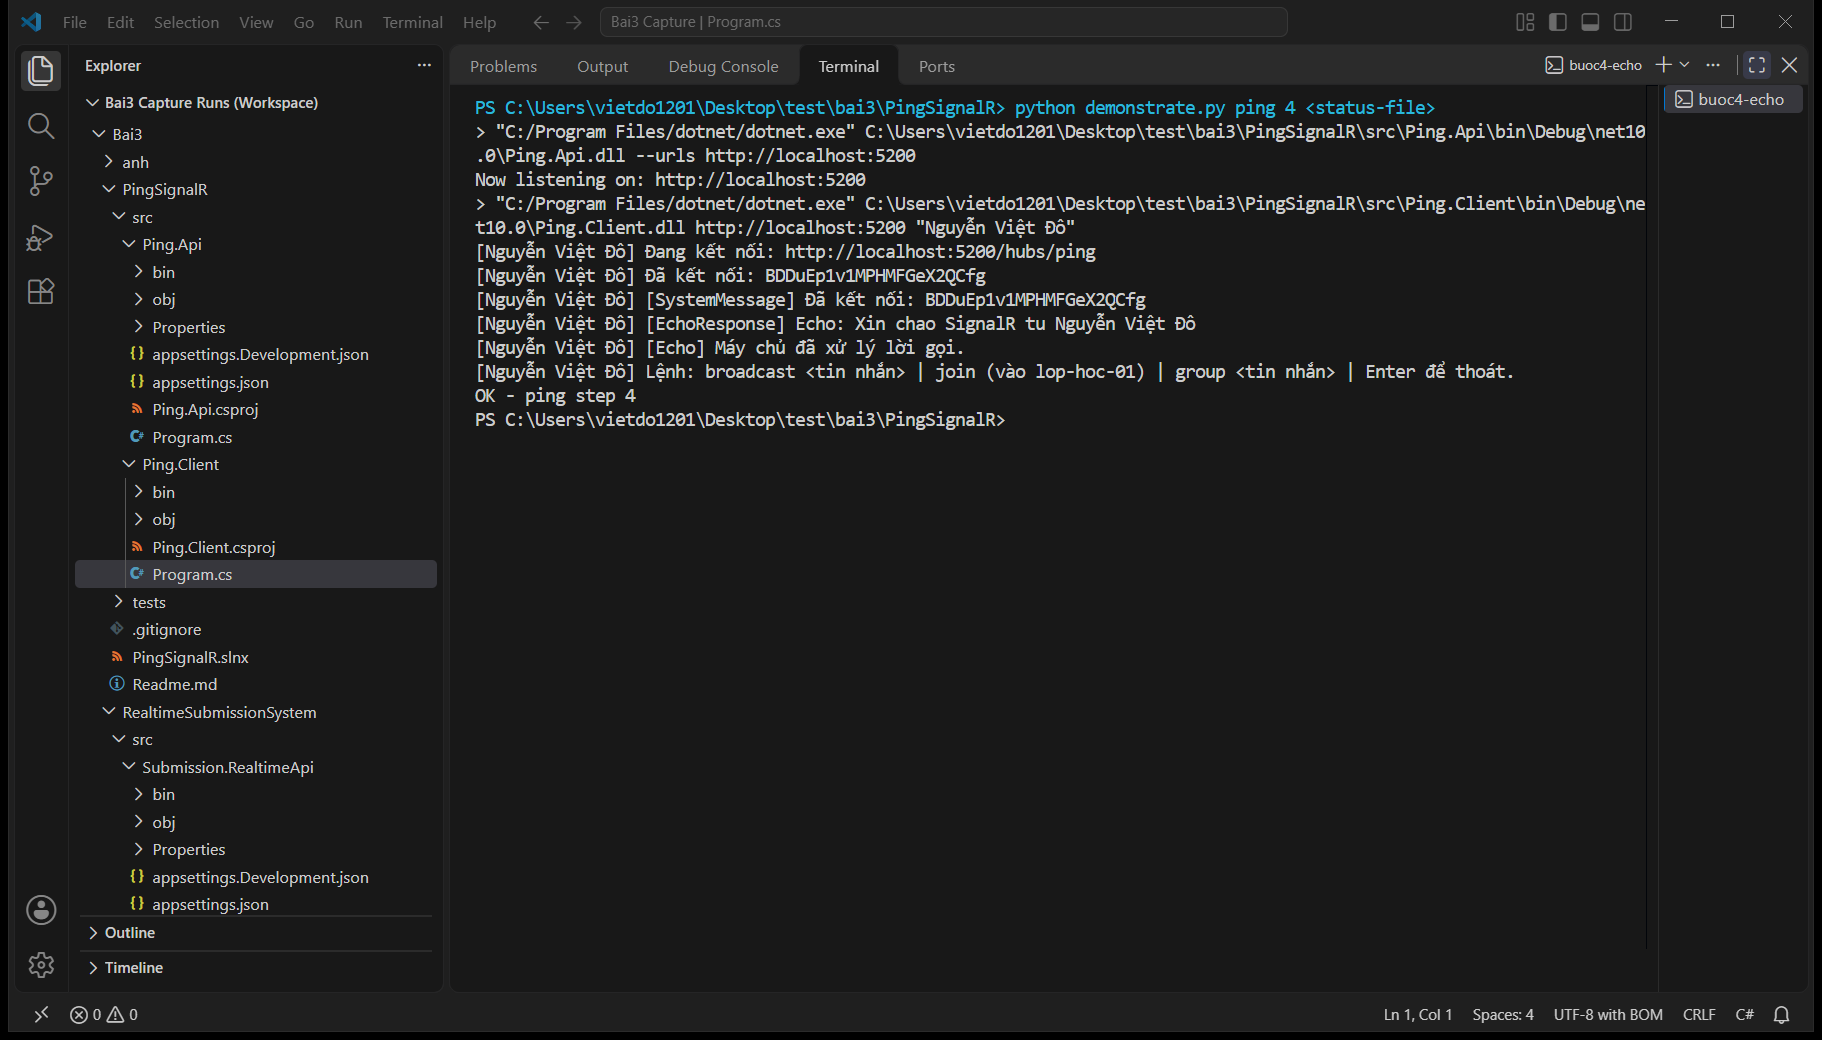 File Edit Selection View Go Run Terminal Help
Bai3 Capture | Program.cs
Explorer
Bai3 Capture Runs (Workspace)
Bai3
anh
PingSignalR
src
Ping.Api
bin
obj
Properties
appsettings.Development.json
appsettings.json
Ping.Api.csproj
Program.cs
Ping.Client
bin
obj
Ping.Client.csproj
Program.cs
tests
.gitignore
PingSignalR.slnx
Readme.md
RealtimeSubmissionSystem
src
Submission.RealtimeApi
bin
obj
Properties
appsettings.Development.json
appsettings.json
Outline
Timeline
Problems Output Debug Console Terminal Ports
buoc4-echo
buoc4-echo
PS C:\Users\vietdo1201\Desktop\test\bai3\PingSignalR> python demonstrate.py ping 4 <status-file>
> "C:/Program Files/dotnet/dotnet.exe" C:\Users\vietdo1201\Desktop\test\bai3\PingSignalR\src\Ping.Api\bin\Debug\net10
.0\Ping.Api.dll --urls http://localhost:5200
Now listening on: http://localhost:5200
> "C:/Program Files/dotnet/dotnet.exe" C:\Users\vietdo1201\Desktop\test\bai3\PingSignalR\src\Ping.Client\bin\Debug\ne
t10.0\Ping.Client.dll http://localhost:5200 "Nguyễn Việt Đô"
[Nguyễn Việt Đô] Đang kết nối: http://localhost:5200/hubs/ping
[Nguyễn Việt Đô] Đã kết nối: BDDuEp1v1MPHMFGeX2QCfg
[Nguyễn Việt Đô] [SystemMessage] Đã kết nối: BDDuEp1v1MPHMFGeX2QCfg
[Nguyễn Việt Đô] [EchoResponse] Echo: Xin chao SignalR tu Nguyễn Việt Đô
[Nguyễn Việt Đô] [Echo] Máy chủ đã xử lý lời gọi.
[Nguyễn Việt Đô] Lệnh: broadcast <tin nhắn> | join (vào lop-hoc-01) | group <tin nhắn> | Enter để thoát.
OK - ping step 4
PS C:\Users\vietdo1201\Desktop\test\bai3\PingSignalR>
0 0
Ln 1, Col 1 Spaces: 4 UTF-8 with BOM CRLF C#